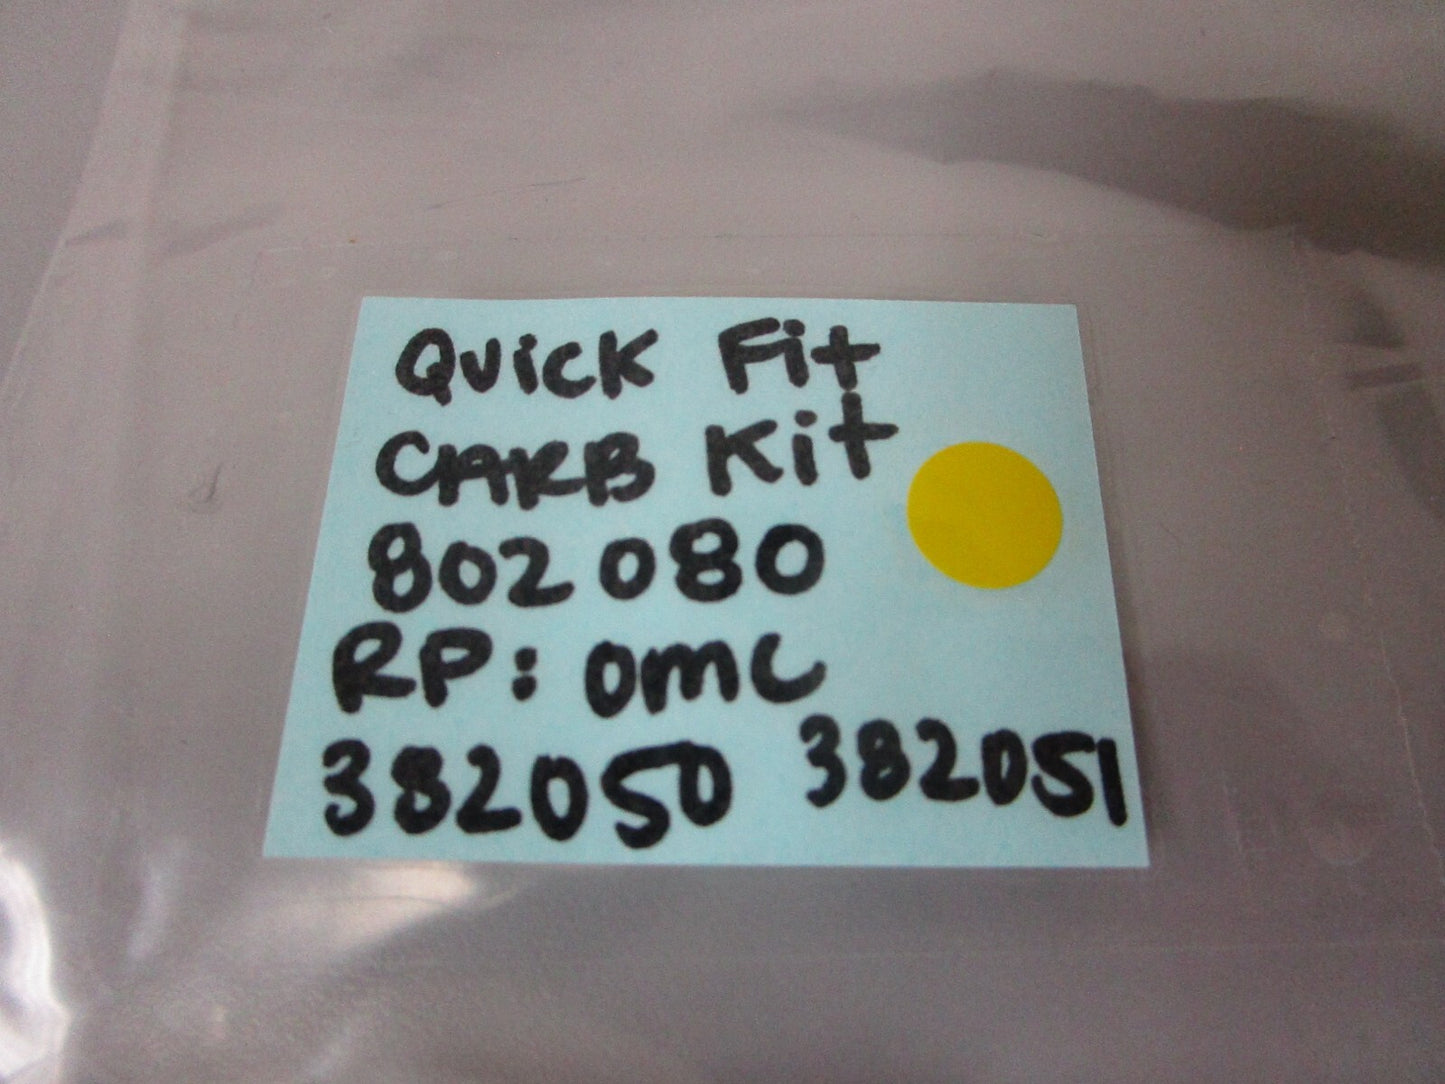 Quick Fit
CARB Kit
802080
RP: OMC
382050 382051